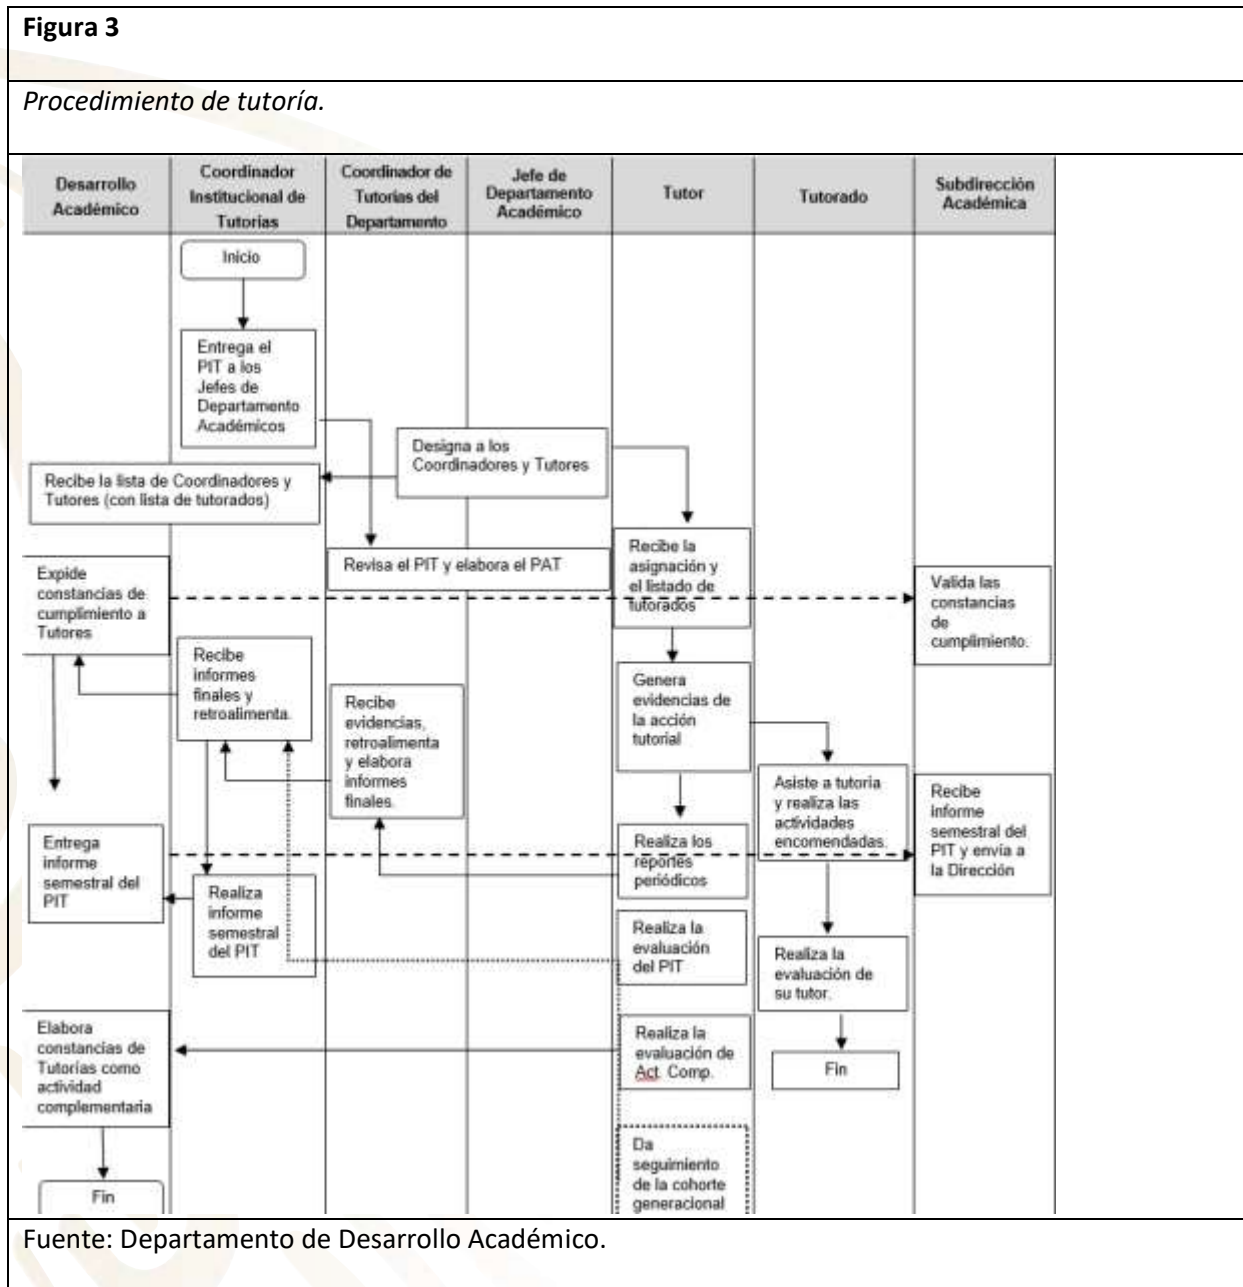 Figura 3
Procedimiento de tutoría.
Desarrollo
Académico
Coordinador
Institucional de
Tutorías
Coordinador de
Tutorías del
Departamento
Jefe de
Departamento
Académico
Tutor
Tutorado
Subdirección
Académica
Inicio
Entrega el
PIT a los
Jefes de
Departamento
Académicos
Designa a los
Coordinadores y Tutores
Recibe la lista de Coordinadores y
Tutores (con lista de tutorados)
Revisa el PIT y elabora el PAT
Recibe la
asignación y
el listado de
tutorados
Expide
constancias de
cumplimiento a
Tutores
Valida las
constancias
de
cumplimiento.
Recibe
informes
finales y
retroalimenta.
Recibe
evidencias,
retroalimenta
y elabora
informes
finales.
Genera
evidencias de
la acción
tutorial
Asiste a tutoria
y realiza las
actividades
encomendadas.
Recibe
informe
semestral del
PIT y envía a
la Dirección
Entrega
informe
semestral del
PIT
Realiza
informe
semestral
del PIT
Realiza los
reportes
periódicos
Realiza la
evaluación
del PIT
Realiza la
evaluación de
su tutor.
Elabora
constancias de
Tutorías como
actividad
complementaria
Realiza la
evaluación de
Act. Comp.
Fin
Da
seguimiento
de la cohorte
generacional
Fin
Fuente: Departamento de Desarrollo Académico.